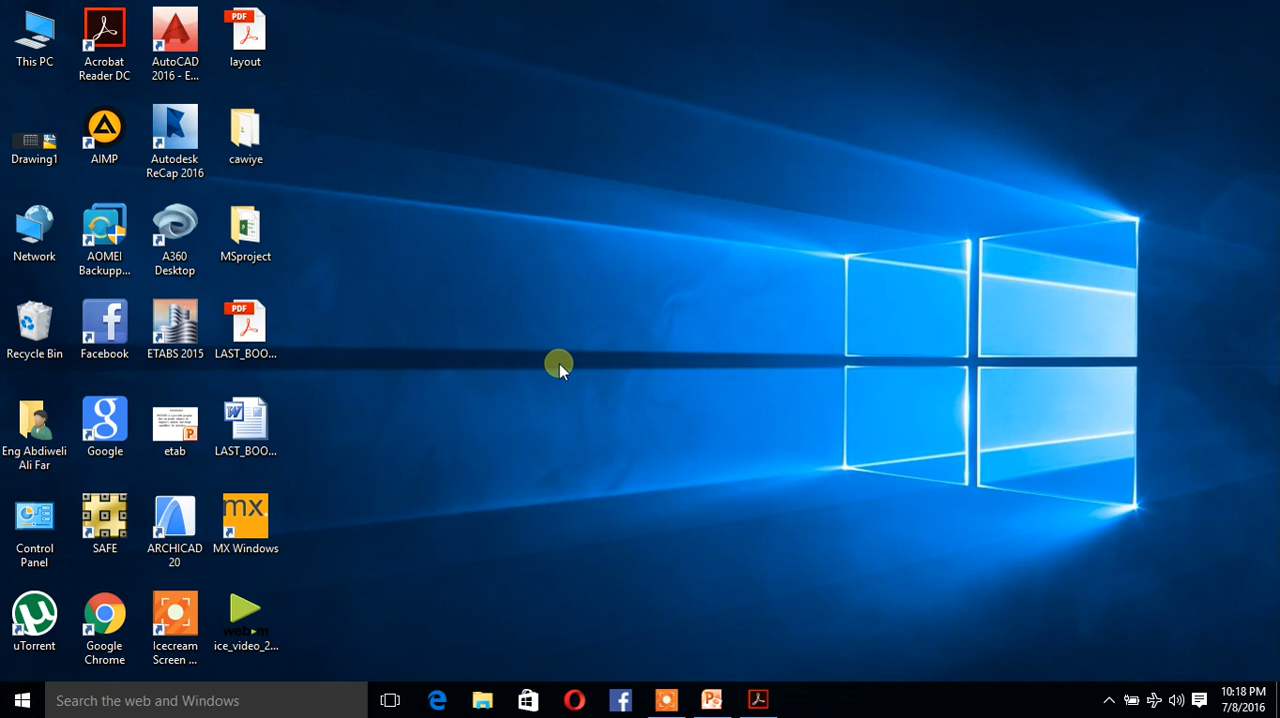 This PC
Acrobat
Reader DC
AutoCAD
2016 - E...
PDF
layout
Drawing1
AIMP
Autodesk
ReCap 2016
cawiye
Network
AOMEI
Backupp...
A360
Desktop
MSproject
Recycle Bin
Facebook
ETABS 2015
PDF
LAST_BOO...
Eng Abdiweli
Ali Far
Google
etab
LAST_BOO...
Control
Panel
SAFE
ARCHICAD
20
mx
MX Windows
uTorrent
Google
Chrome
Icecream
Screen ...
webm
ice_video_2...
Search the web and Windows
10:18 PM
7/8/2016